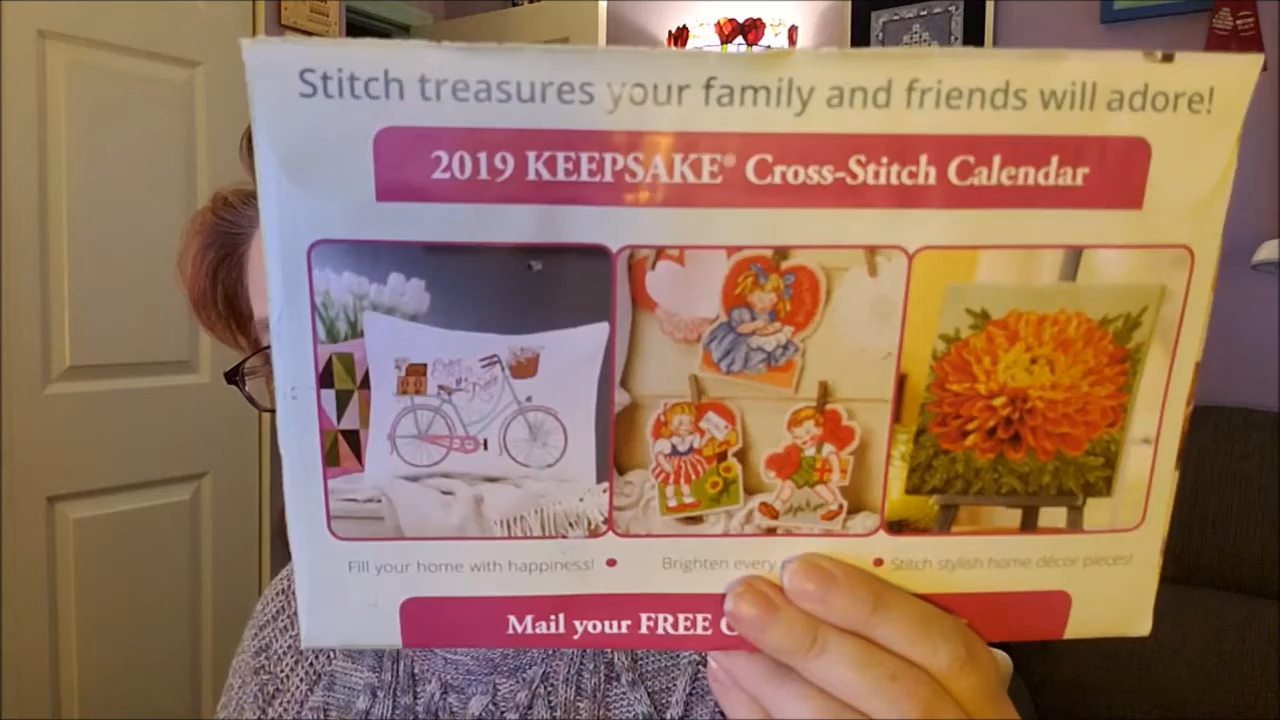 Stitch treasures your family and friends will adore!
2019 KEEPSAKE® Cross-Stitch Calendar
Fill your home with happiness! • Brighten every • Stitch stylish home décor pieces!
Mail your FREE